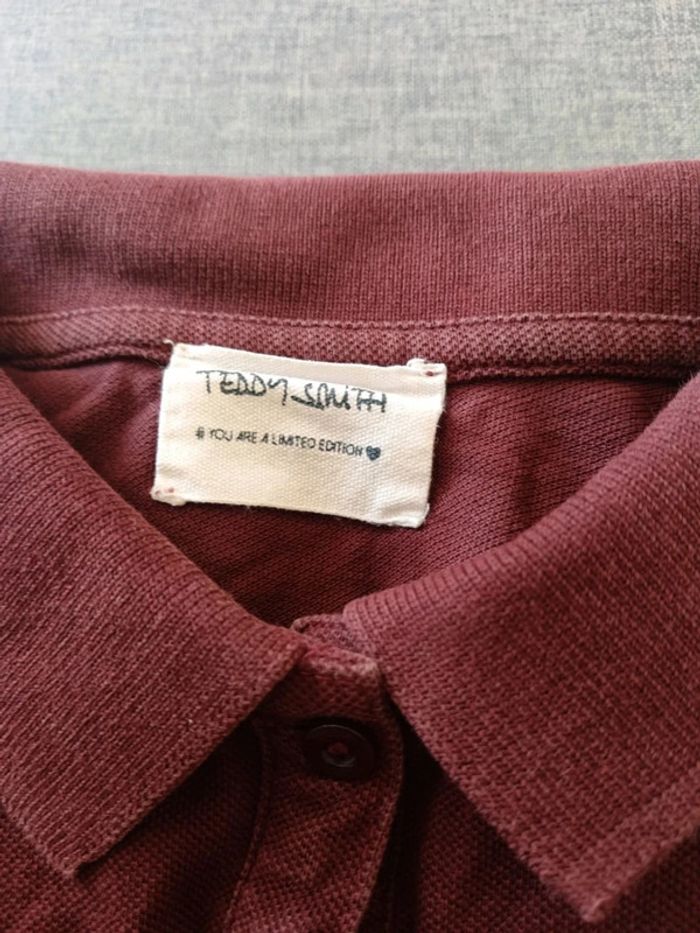 TEDDY SMITH
# YOU ARE A LIMITED EDITION ♥